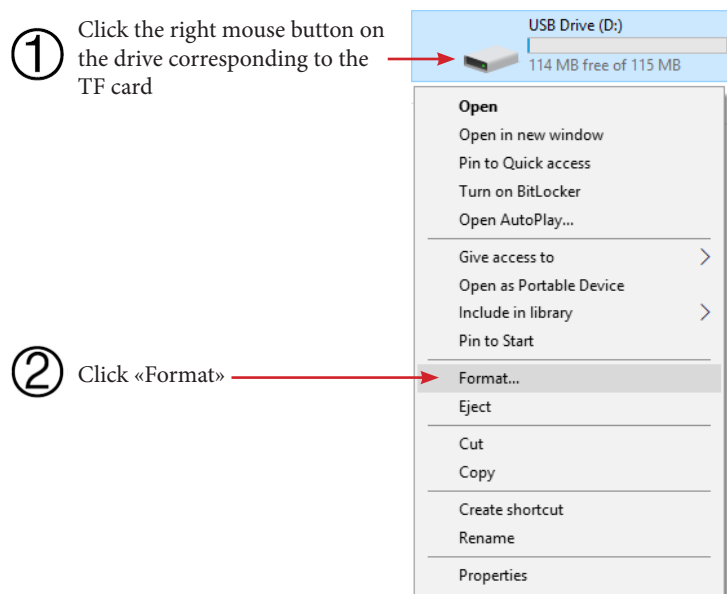 ①
Click the right mouse button on
the drive corresponding to the
TF card
USB Drive (D:)
114 MB free of 115 MB
Open
Open in new window
Pin to Quick access
Turn on BitLocker
Open AutoPlay...
Give access to
Open as Portable Device
Include in library
Pin to Start
②
Click «Format»
Format...
Eject
Cut
Copy
Create shortcut
Rename
Properties